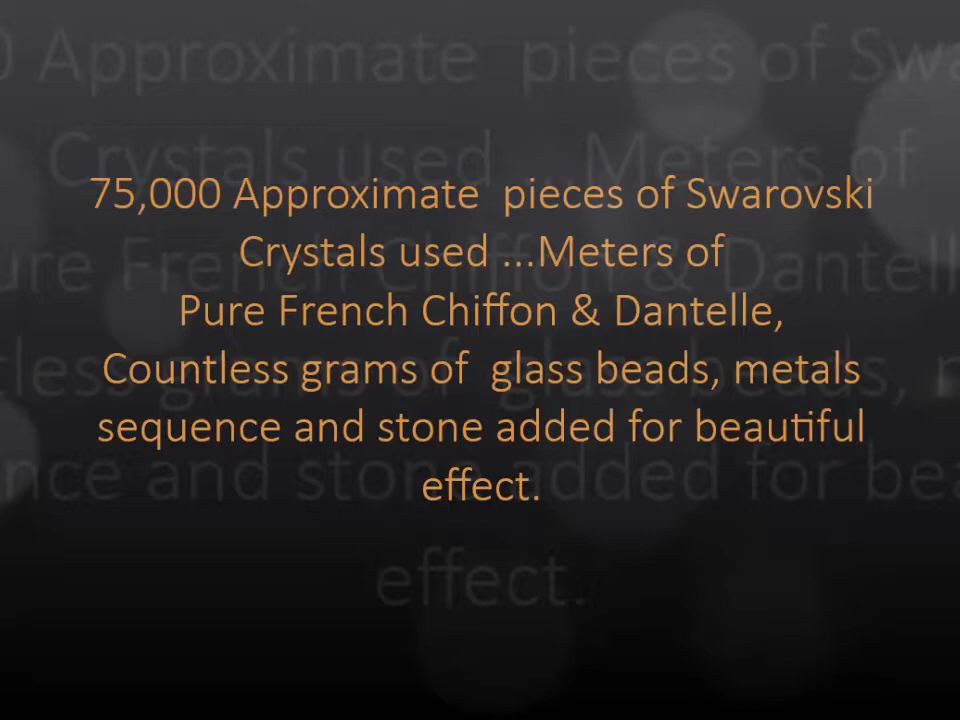 75,000 Approximate  pieces of Swarovski
Crystals used ...Meters of
Pure French Chiffon & Dantelle,
Countless grams of  glass beads, metals
sequence and stone added for beautiful
effect.